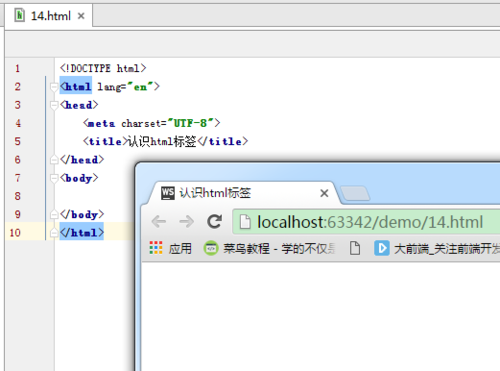 14.html
1 <!DOCTYPE html>
2 <html lang="en">
3 <head>
4 <meta charset="UTF-8">
5 <title>认识html标签</title>
6 </head>
7 <body>
8
9 </body>
10 </html>
WS 认识html标签
localhost:63342/demo/14.html
应用 菜鸟教程 - 学的不仅是 大前端_关注前端开发